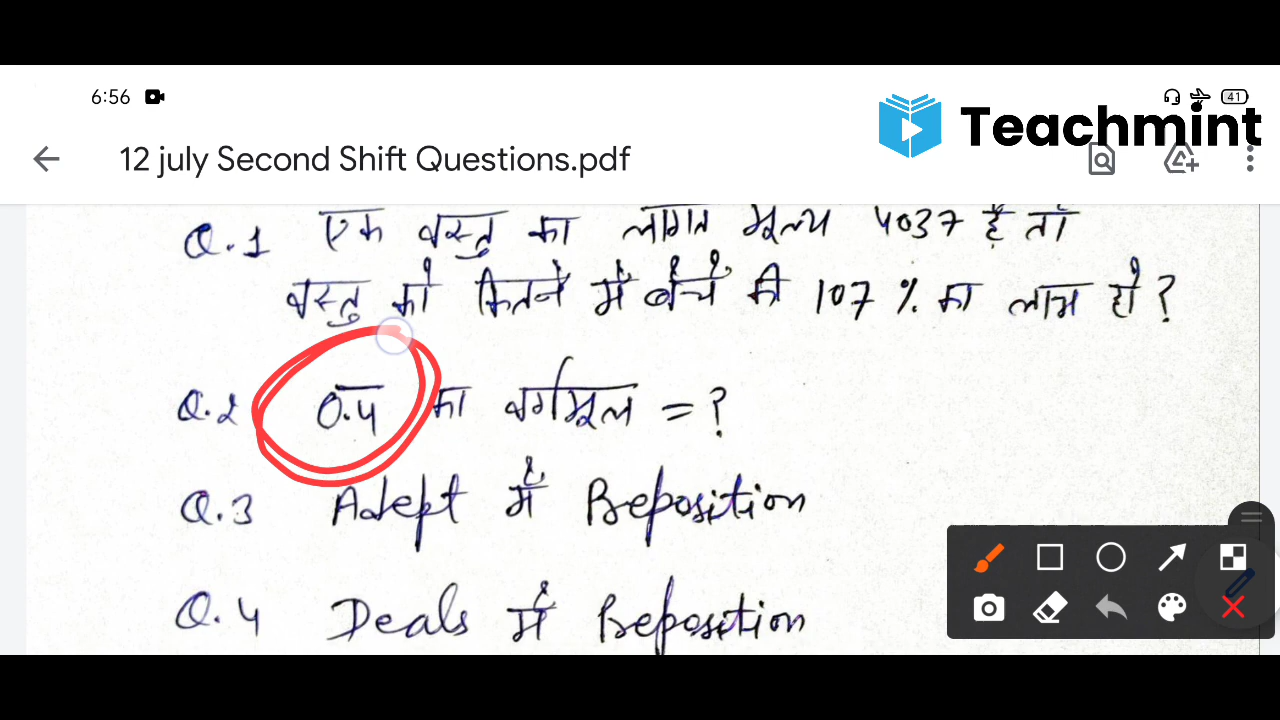 6:56
41
Teachmint
12 july Second Shift Questions.pdf
Q.1 एक वस्तु का लागत मूल्य 4037 है तो
वस्तु को कितने में बेचें की 107 % का लाभ हो ?
Q.2 0.4̅ का वर्गमूल = ?
Q.3 Adept में Preposition
Q.4 Deals में Preposition